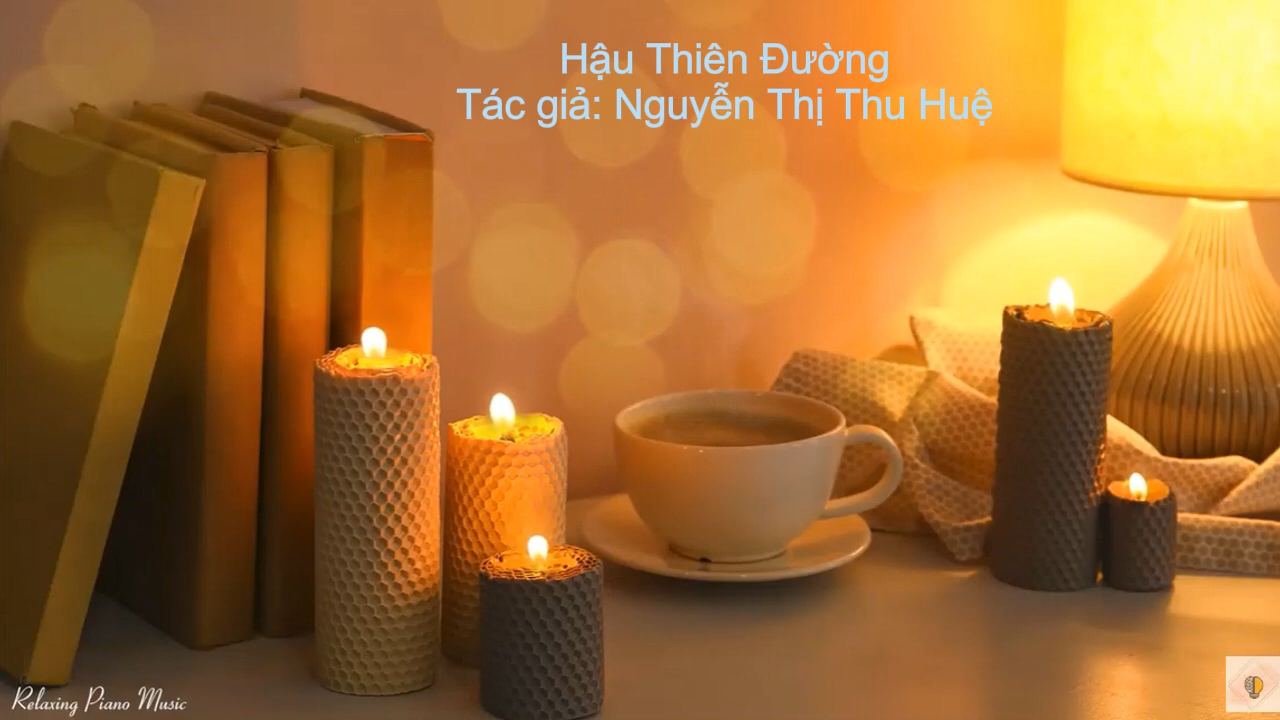 Hậu Thiên Đường
Tác giả: Nguyễn Thị Thu Huệ
Relaxing Piano Music